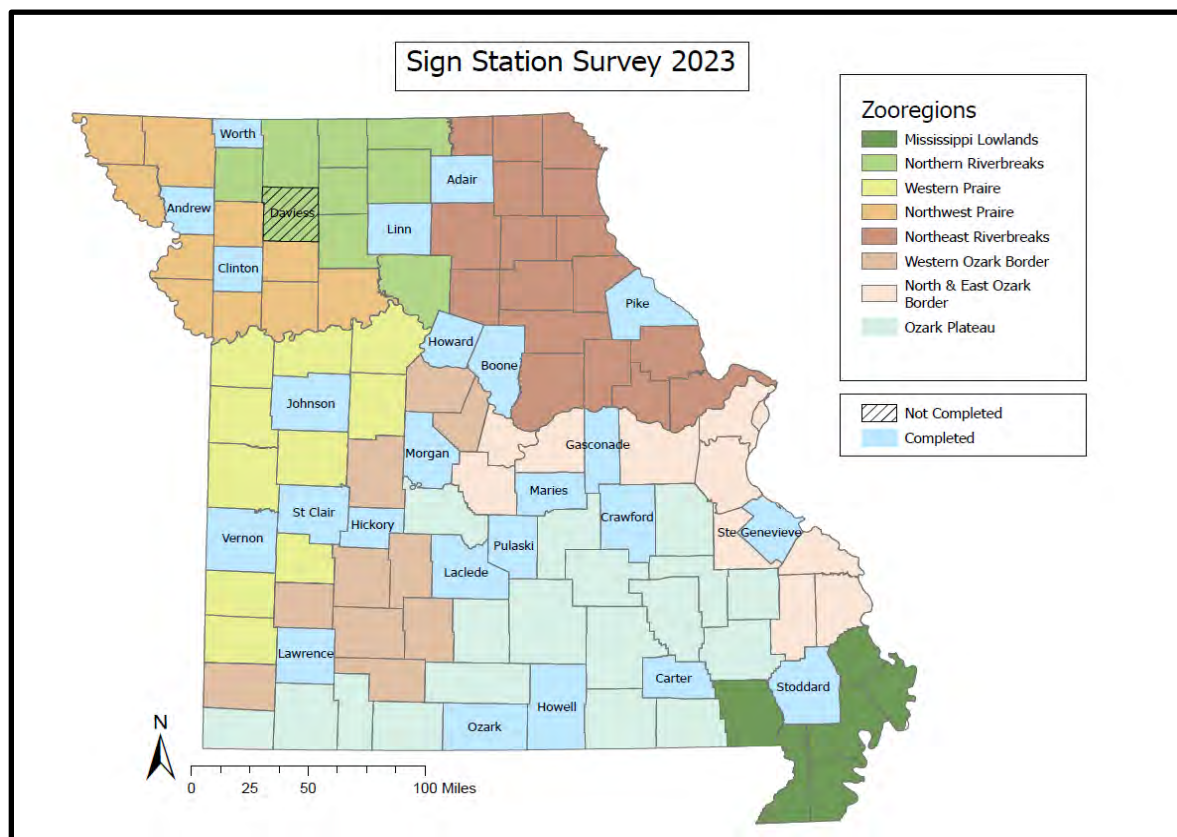 Sign Station Survey 2023
Zooregions
Mississippi Lowlands
Northern Riverbreaks
Western Praire
Northwest Praire
Northeast Riverbreaks
Western Ozark Border
North & East Ozark
Border
Ozark Plateau
Not Completed
Completed
Worth
Adair
Andrew
Daviess
Linn
Clinton
Pike
Howard
Boone
Johnson
Gasconade
Morgan
Maries
St Clair
Hickory
Crawford
Ste Genevieve
Vernon
Pulaski
Laclede
Lawrence
Carter
Stoddard
Howell
Ozark
N
0 25 50 100 Miles